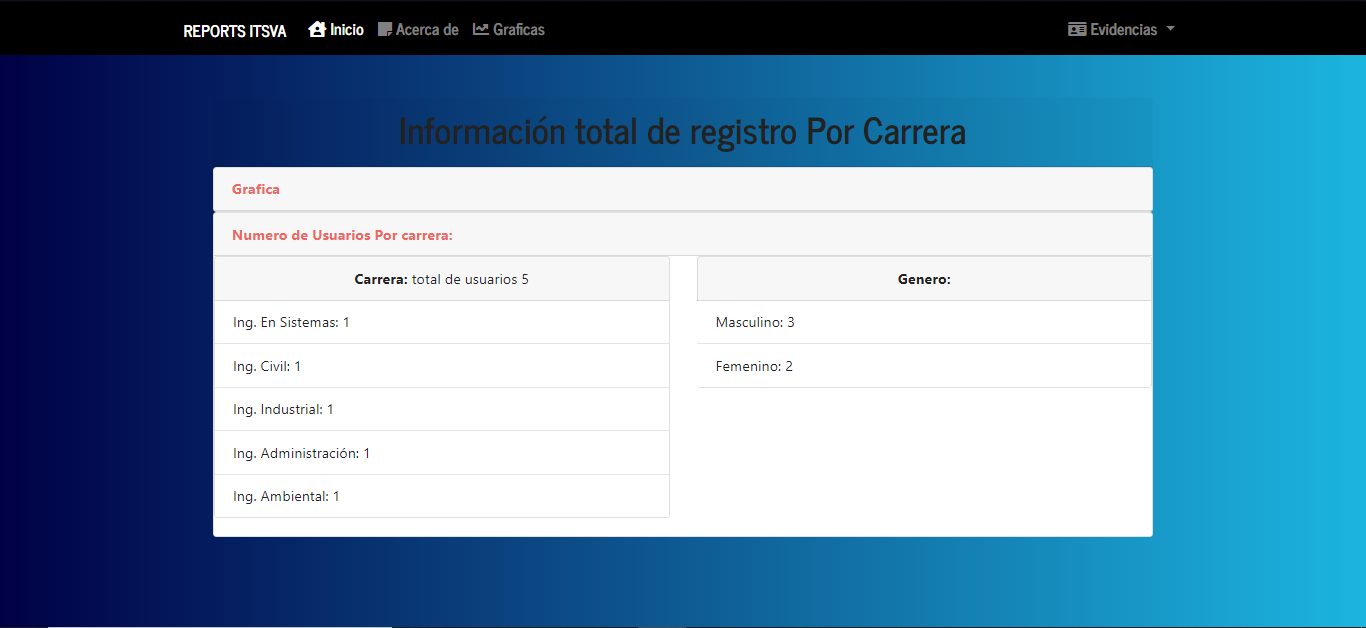 REPORTS ITSVA Inicio Acerca de Graficas Evidencias
Información total de registro Por Carrera
Grafica
Numero de Usuarios Por carrera:
Carrera: total de usuarios 5
Ing. En Sistemas: 1
Ing. Civil: 1
Ing. Industrial: 1
Ing. Administración: 1
Ing. Ambiental: 1
Genero:
Masculino: 3
Femenino: 2